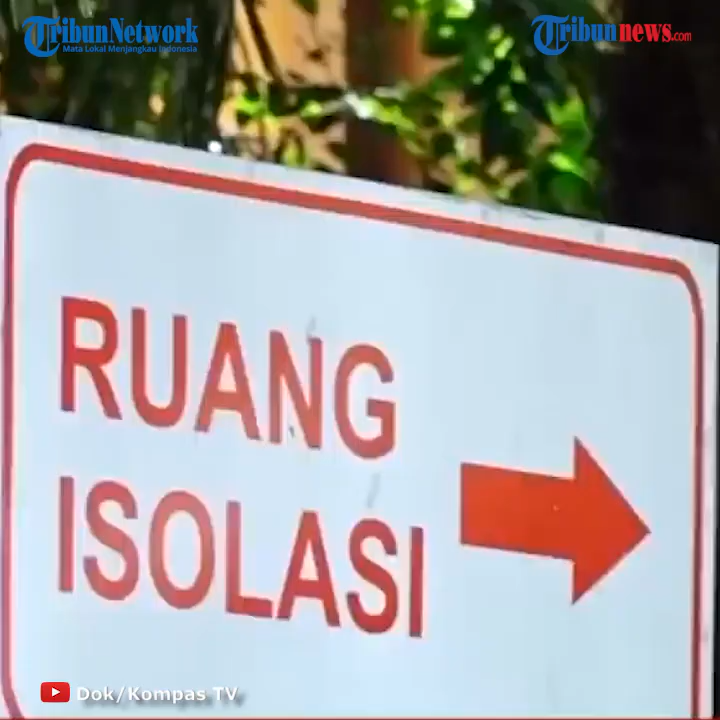 TribunNetwork
Mata Lokal Menjangkau Indonesia
Tribunnews.com
RUANG
ISOLASI
Dok/Kompas TV